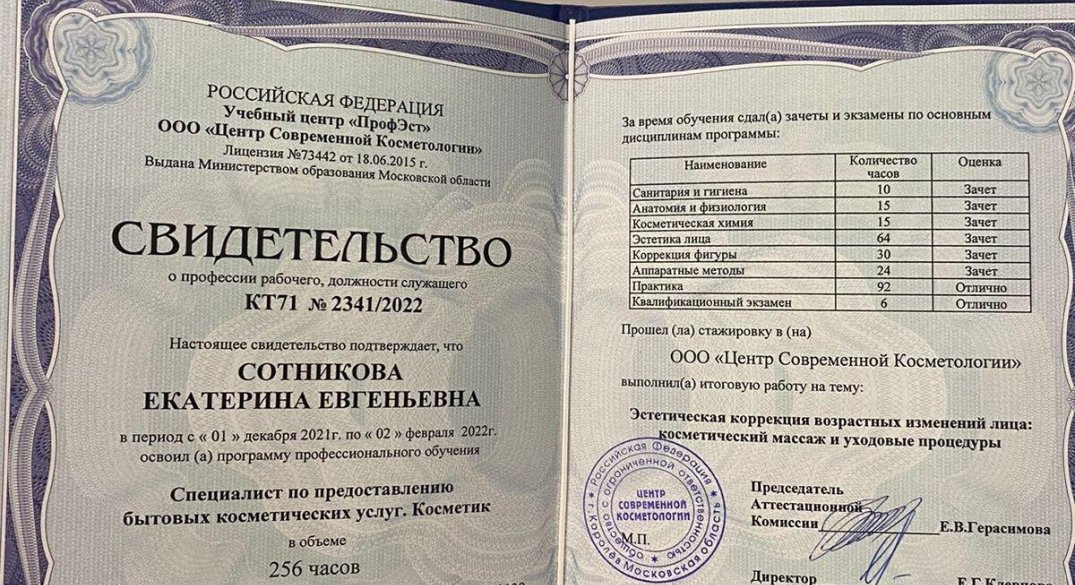 РОССИЙСКАЯ ФЕДЕРАЦИЯ
Учебный центр «ПрофЭст»
ООО «Центр Современной Косметологии»
Лицензия №73442 от 18.06.2015 г.
Выдана Министерством образования Московской области
СВИДЕТЕЛЬСТВО
о профессии рабочего, должности служащего
КТ71 № 2341/2022
Настоящее свидетельство подтверждает, что
СОТНИКОВА
ЕКАТЕРИНА ЕВГЕНЬЕВНА
в период с « 01 » декабря 2021г. по « 02 » февраля 2022г.
освоил (а) программу профессионального обучения
Специалист по предоставлению
бытовых косметических услуг. Косметик
в объеме
256 часов
За время обучения сдал(а) зачеты и экзамены по основным
дисциплинам программы:
Наименование Количество часов Оценка
Санитария и гигиена 10 Зачет
Анатомия и физиология 15 Зачет
Косметическая химия 15 Зачет
Эстетика лица 64 Зачет
Коррекция фигуры 30 Зачет
Аппаратные методы 24 Зачет
Практика 92 Отлично
Квалификационный экзамен 6 Отлично
Прошел (ла) стажировку в (на)
ООО «Центр Современной Косметологии»
выполнил(а) итоговую работу на тему:
Эстетическая коррекция возрастных изменений лица:
косметический массаж и уходовые процедуры
Российская Федерация
г. Королёв Московская область
общество с ограниченной ответственностью
ЦЕНТР
СОВРЕМЕННОЙ
КОСМЕТОЛОГИИ
М.П.
Председатель
Аттестационной
Комиссии Е.В.Герасимова
Директор